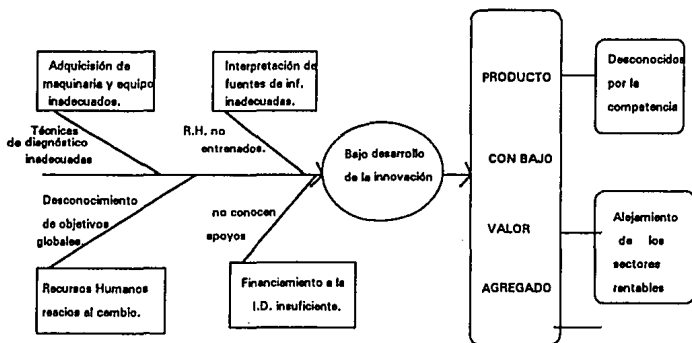 Adquicisión de
maquinaria y equipo
inadecuados.
Interpretación de
fuentes de inf.
inadecuadas.
Técnicas
de diagnóstico
inadecuadas
R.H. no
entrenados.
Bajo desarrollo
de la innovación
Desconocimiento
de objetivos
globales.
no conocen
apoyos
Recursos Humanos
reacios al cambio.
Financiamiento a la
I.D. insuficiente.
PRODUCTO
CON BAJO
VALOR
AGREGADO
Desconocidos
por la
competencia
Alejamiento
de los
sectores
rentables